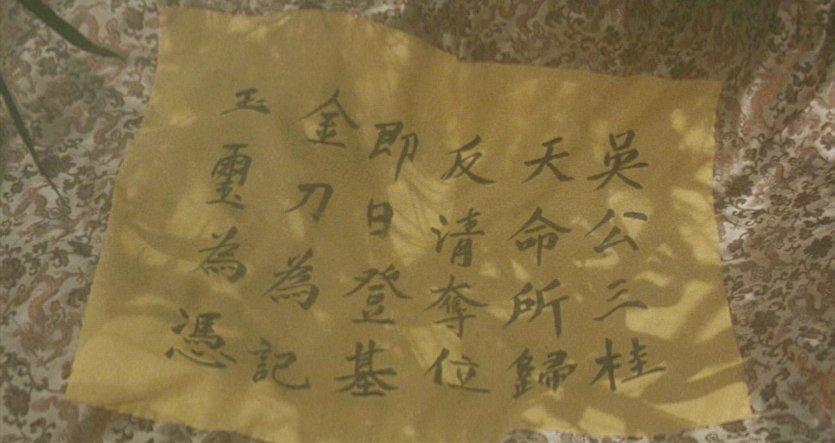 吳公三桂
天命所歸
反清奪位
即日登基
金刀為記
玉璽為憑